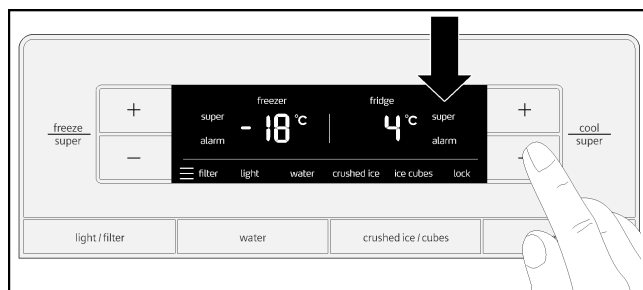 freezer
fridge
super
- 18 °C
4 °C
super
alarm
alarm
filter
light
water
crushed ice
ice cubes
lock
freeze
super
+
–
+
cool
super
light / filter
water
crushed ice / cubes